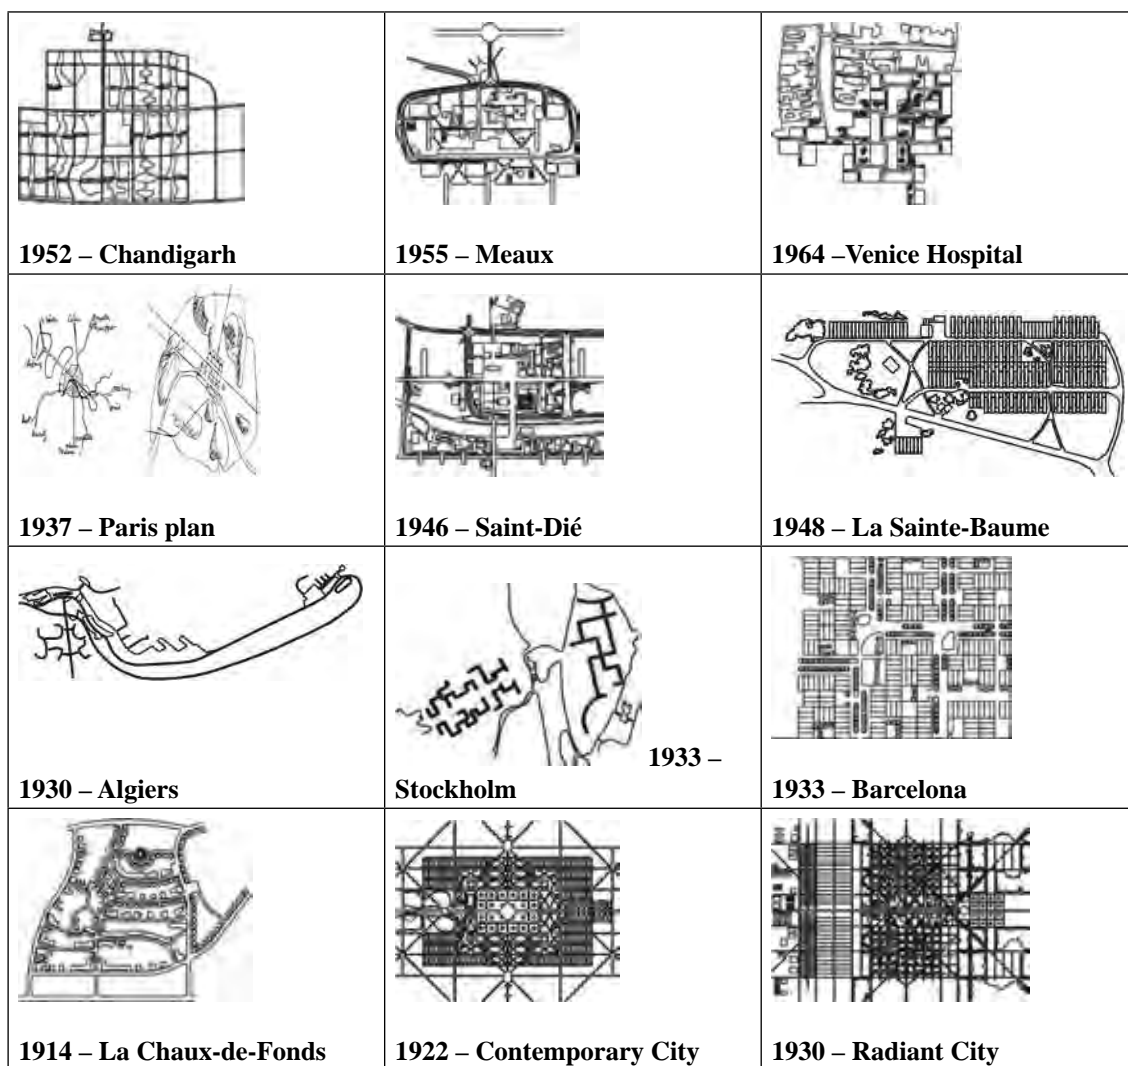 1952 – Chandigarh
1955 – Meaux
1964 –Venice Hospital
1937 – Paris plan
1946 – Saint-Dié
1948 – La Sainte-Baume
1930 – Algiers
1933 –
Stockholm
1933 – Barcelona
1914 – La Chaux-de-Fonds
1922 – Contemporary City
1930 – Radiant City